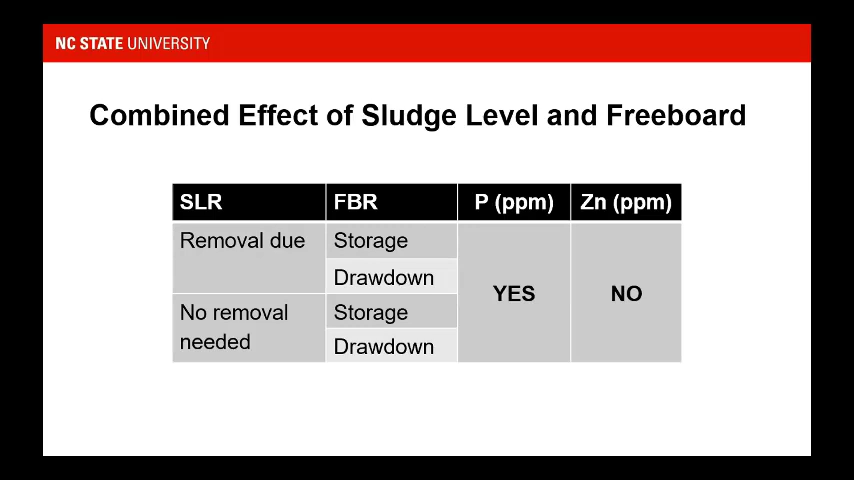 NC STATE UNIVERSITY
Combined Effect of Sludge Level and Freeboard
SLR FBR P (ppm) Zn (ppm)
Removal due Storage
Drawdown
YES NO
No removal Storage
needed Drawdown